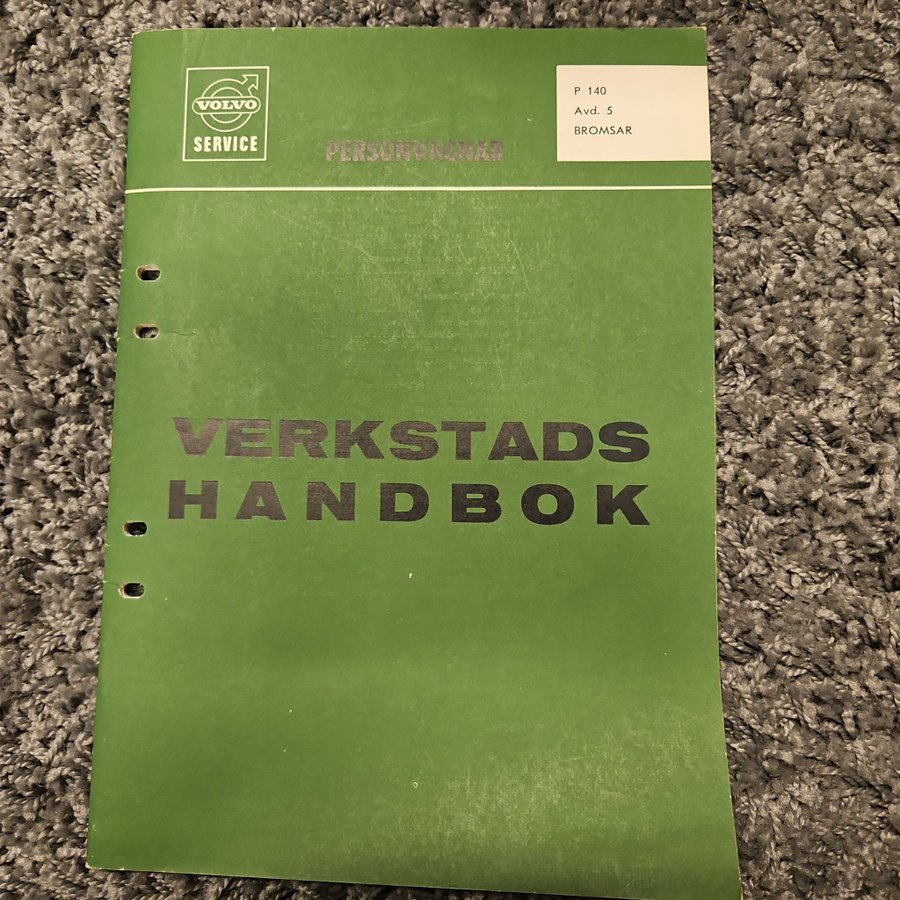 VOLVO
SERVICE
PERSONVAGNAR
P 140
Avd. 5
BROMSAR
VERKSTADS
HANDBOK